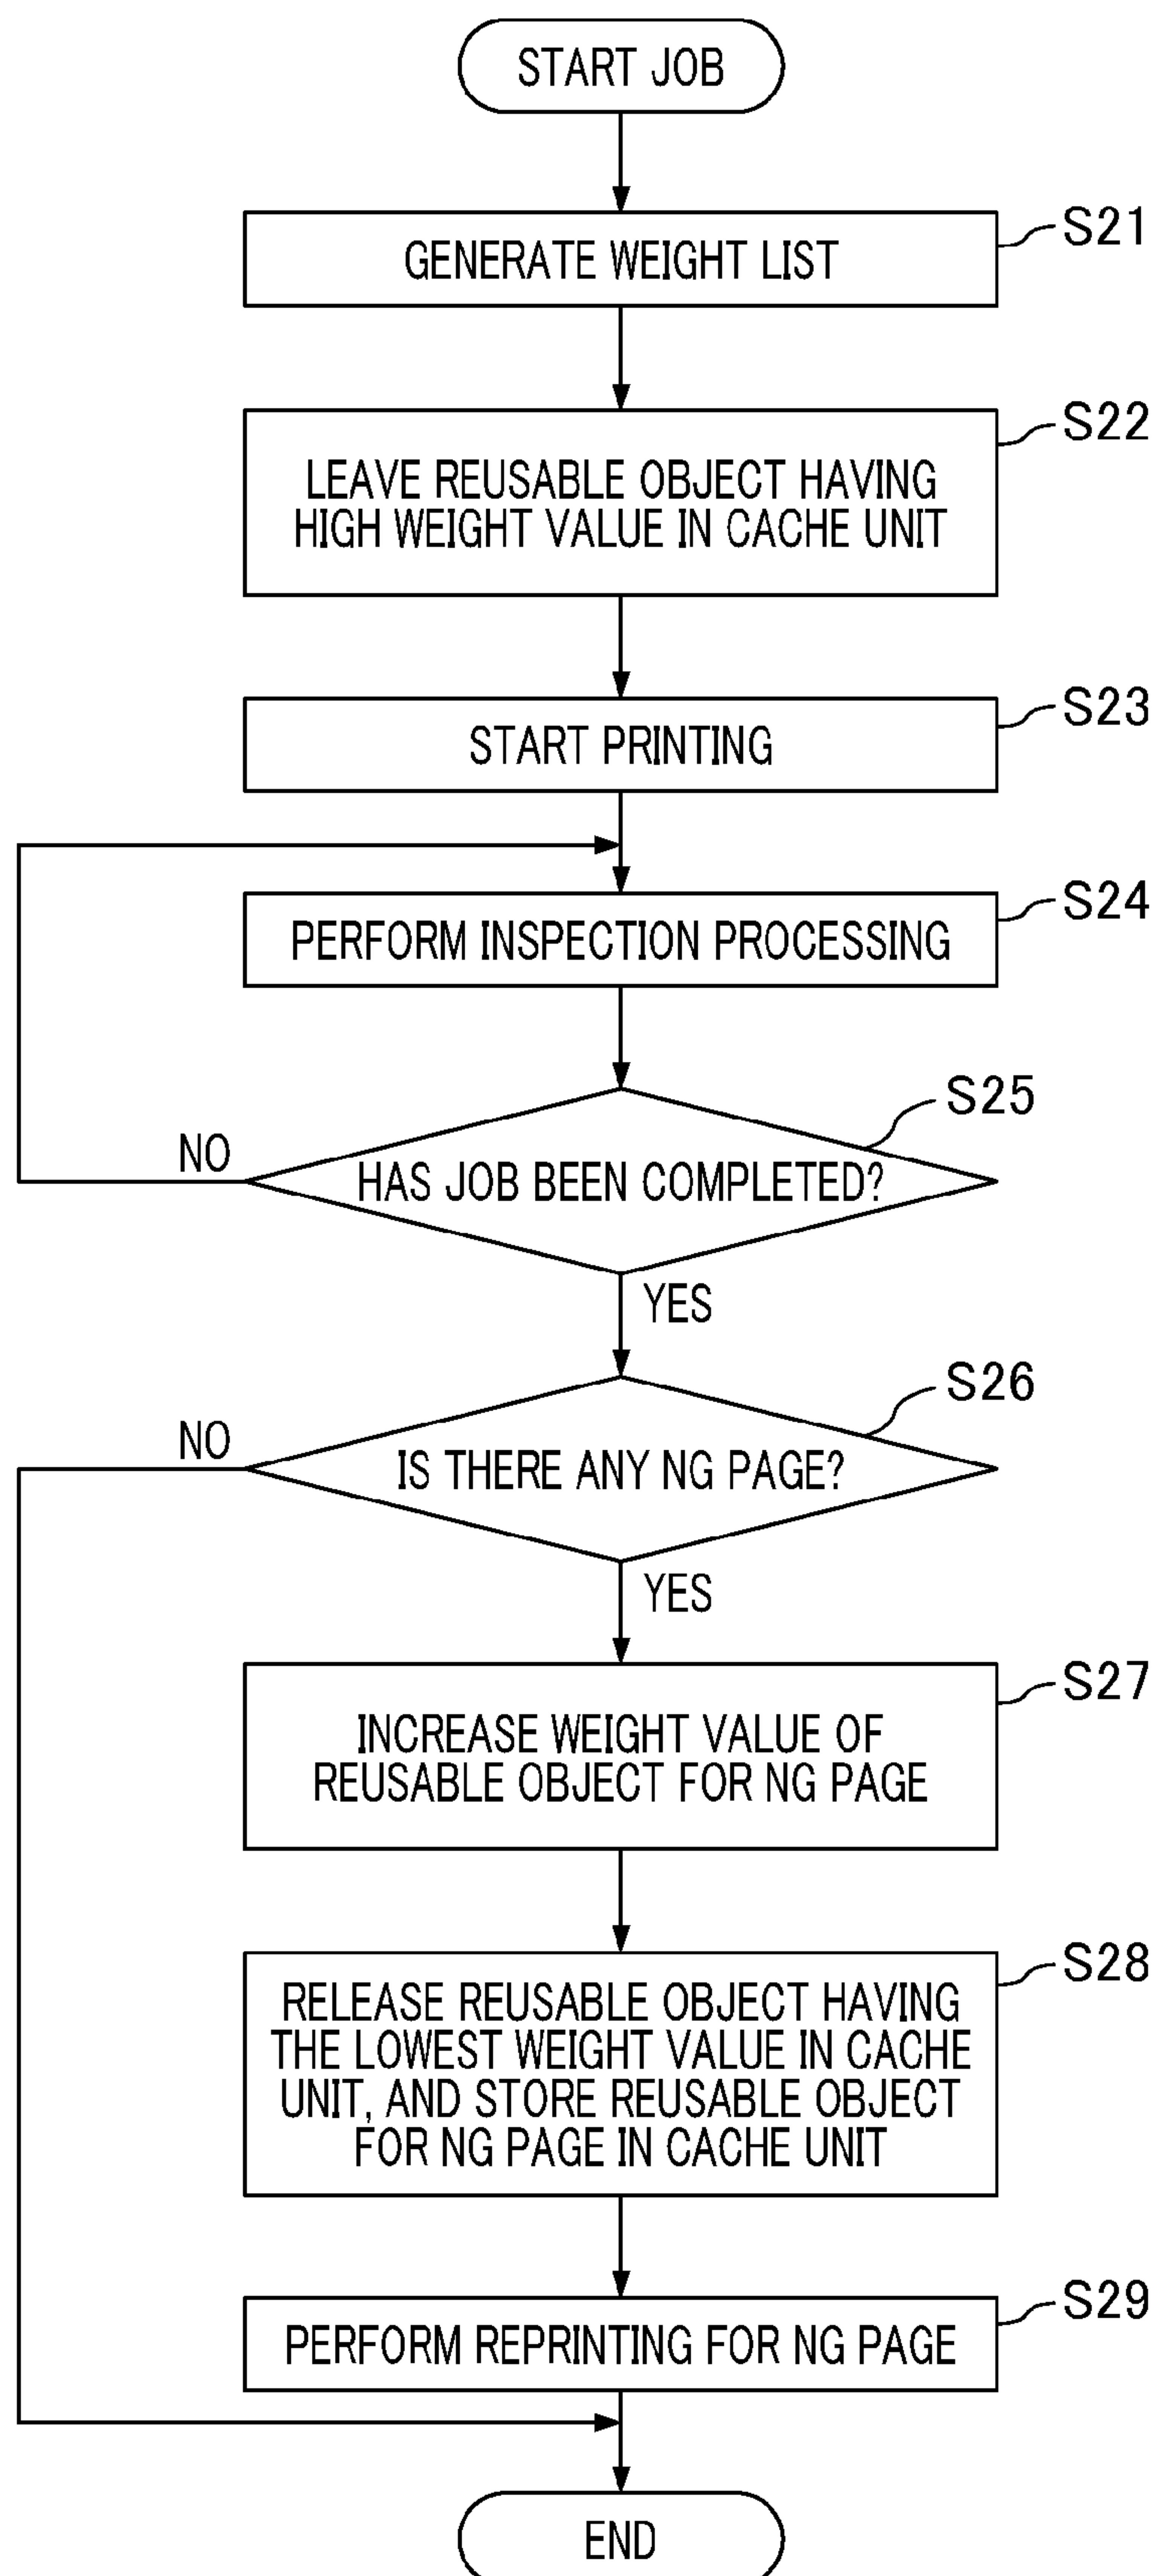 START JOB
S21
GENERATE WEIGHT LIST
S22
LEAVE REUSABLE OBJECT HAVING
HIGH WEIGHT VALUE IN CACHE UNIT
S23
START PRINTING
S24
PERFORM INSPECTION PROCESSING
S25
NO
HAS JOB BEEN COMPLETED?
YES
S26
NO
IS THERE ANY NG PAGE?
YES
S27
INCREASE WEIGHT VALUE OF
REUSABLE OBJECT FOR NG PAGE
S28
RELEASE REUSABLE OBJECT HAVING
THE LOWEST WEIGHT VALUE IN CACHE
UNIT, AND STORE REUSABLE OBJECT
FOR NG PAGE IN CACHE UNIT
S29
PERFORM REPRINTING FOR NG PAGE
END